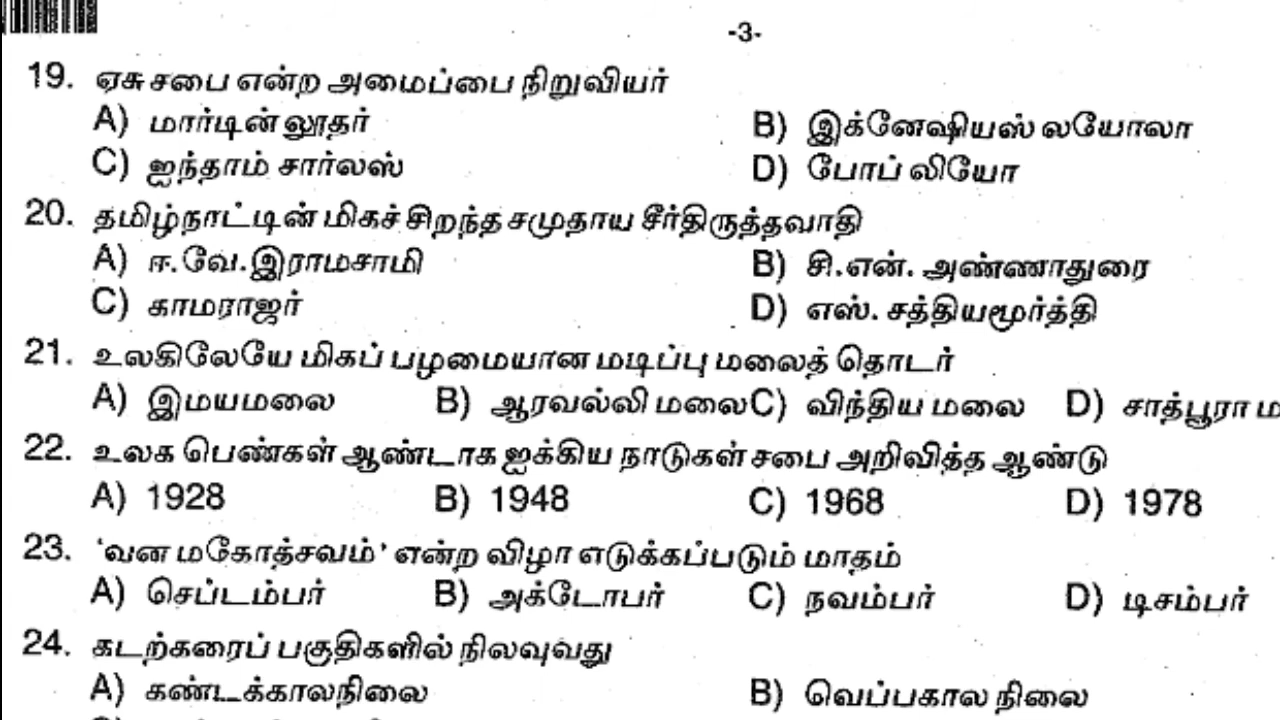 -3-
19. ஏசு சபை என்ற அமைப்பை நிறுவியர்
A) மார்டின் லூதர் B) இக்னேஷியஸ் லயோலா
C) ஐந்தாம் சார்லஸ் D) போப் லியோ
20. தமிழ்நாட்டின் மிகச் சிறந்த சமுதாய சீர்திருத்தவாதி
A) ஈ.வே.இராமசாமி B) சி.என். அண்ணாதுரை
C) காமராஜர் D) எஸ். சத்தியமூர்த்தி
21. உலகிலேயே மிகப் பழமையான மடிப்பு மலைத் தொடர்
A) இமயமலை B) ஆரவல்லி மலை C) விந்திய மலை D) சாத்பூரா ம
22. உலக பெண்கள் ஆண்டாக ஐக்கிய நாடுகள் சபை அறிவித்த ஆண்டு
A) 1928 B) 1948 C) 1968 D) 1978
23. 'வன மகோத்சவம்' என்ற விழா எடுக்கப்படும் மாதம்
A) செப்டம்பர் B) அக்டோபர் C) நவம்பர் D) டிசம்பர்
24. கடற்கரைப் பகுதிகளில் நிலவுவது
A) கண்டக்காலநிலை B) வெப்பகால நிலை